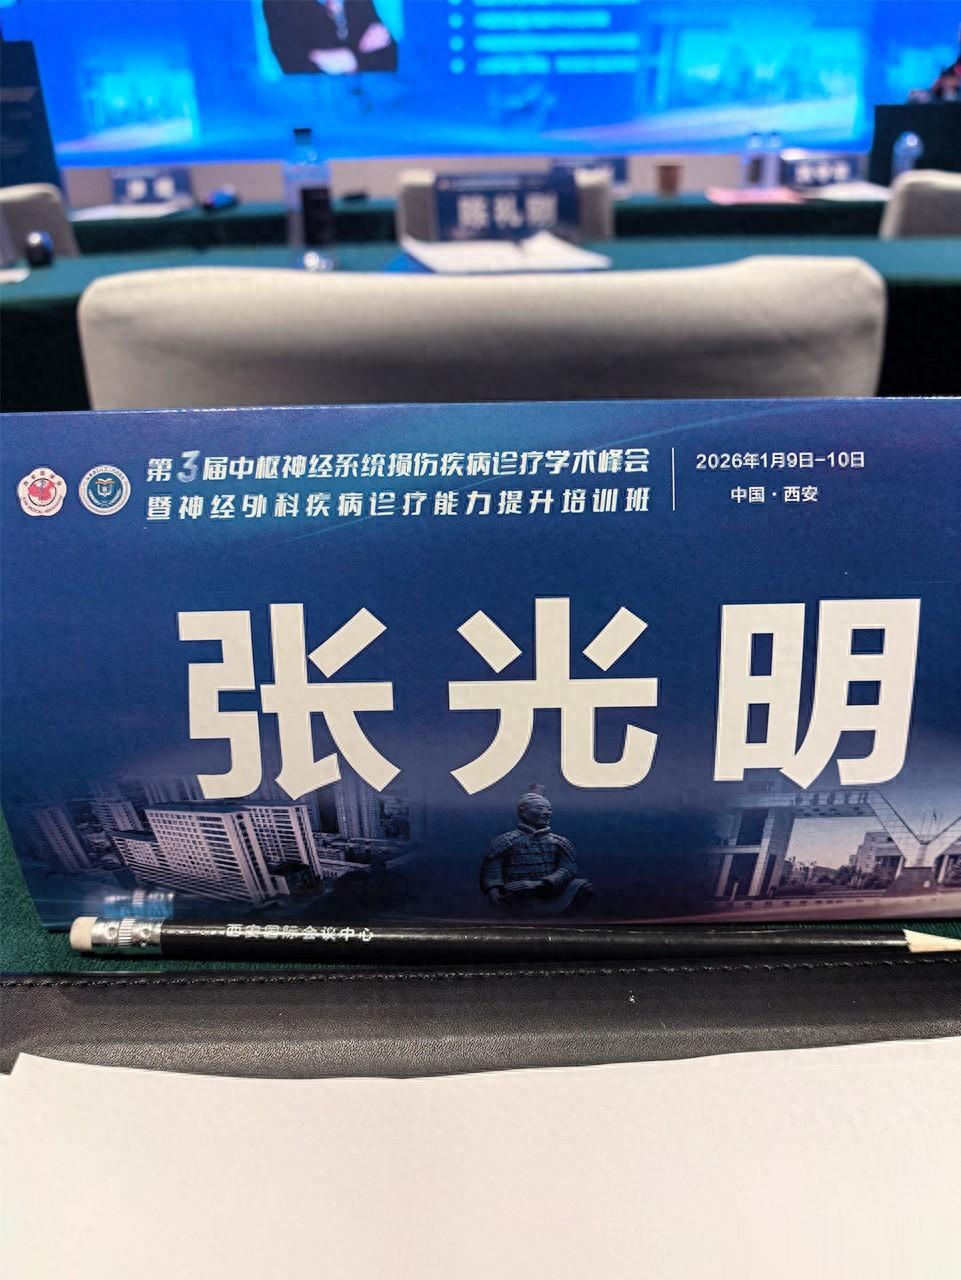 第3届中枢神经系统损伤疾病诊疗学术峰会
暨神经外科疾病诊疗能力提升培训班
2026年1月9日-10日
中国·西安
张光明
西安国际会议中心